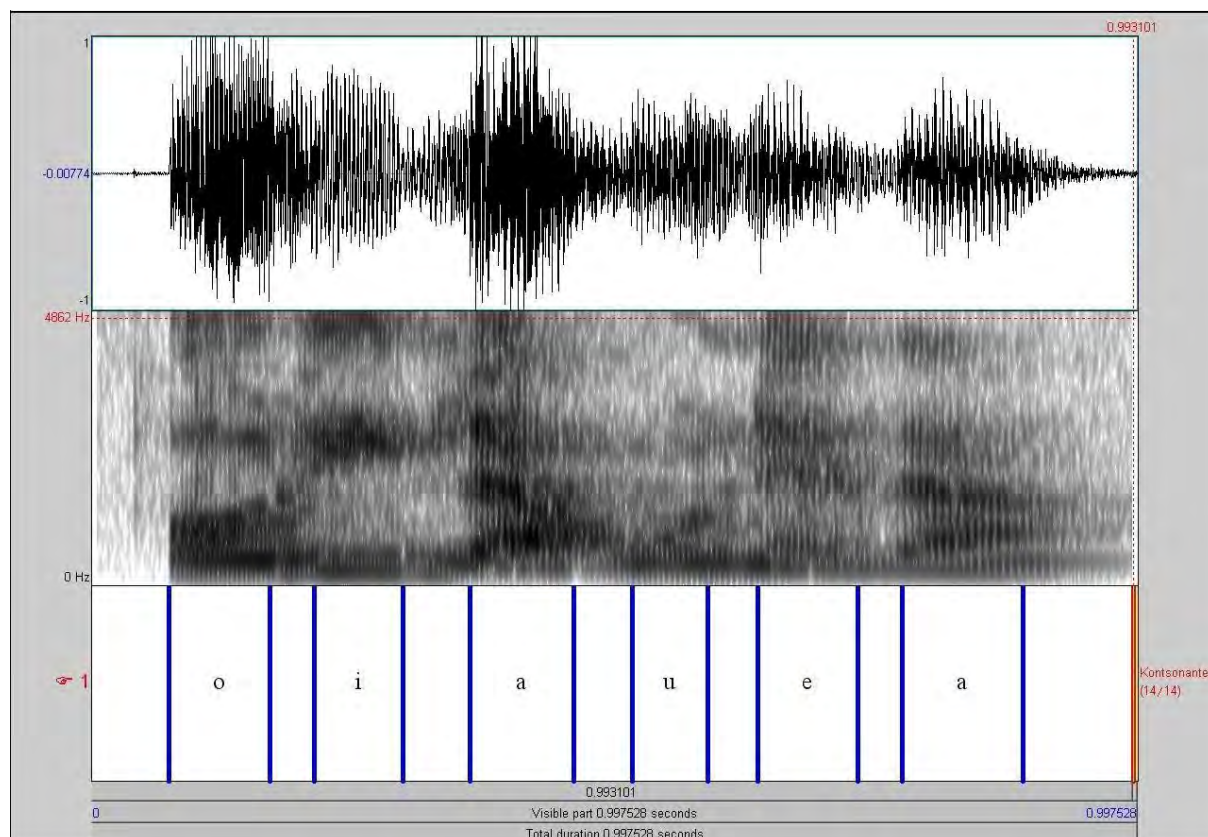 0.993101
1
-0.00774
-1
4862 Hz
0 Hz
☞ 1
o i a u e a
Kontsonante
(14/14)
0.993101
0 Visible part 0.997528 seconds 0.997528
Total duration 0.997528 seconds